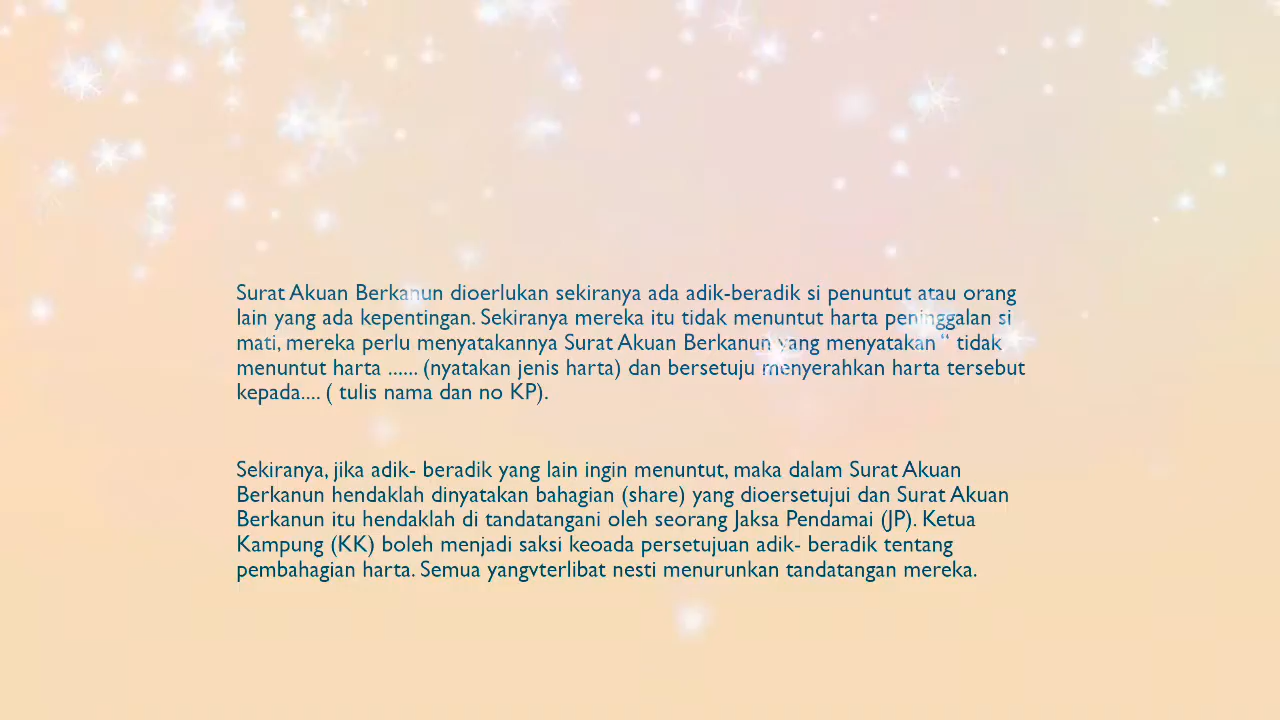 Surat Akuan Berkanun dioerlukan sekiranya ada adik-beradik si penuntut atau orang
lain yang ada kepentingan. Sekiranya mereka itu tidak menuntut harta peninggalan si
mati, mereka perlu menyatakannya Surat Akuan Berkanun yang menyatakan “ tidak
menuntut harta ...... (nyatakan jenis harta) dan bersetuju menyerahkan harta tersebut
kepada.... ( tulis nama dan no KP).
Sekiranya, jika adik- beradik yang lain ingin menuntut, maka dalam Surat Akuan
Berkanun hendaklah dinyatakan bahagian (share) yang dioersetujui dan Surat Akuan
Berkanun itu hendaklah di tandatangani oleh seorang Jaksa Pendamai (JP). Ketua
Kampung (KK) boleh menjadi saksi keoada persetujuan adik- beradik tentang
pembahagian harta. Semua yangvterlibat nesti menurunkan tandatangan mereka.